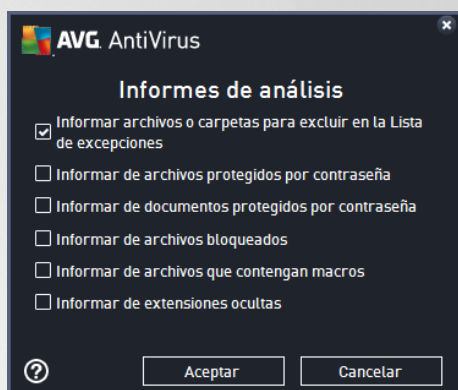 AVG. AntiVirus
Informes de análisis
Informar archivos o carpetas para excluir en la Lista
de excepciones
Informar de archivos protegidos por contraseña
Informar de documentos protegidos por contraseña
Informar de archivos bloqueados
Informar de archivos que contengan macros
Informar de extensiones ocultas
? Aceptar Cancelar